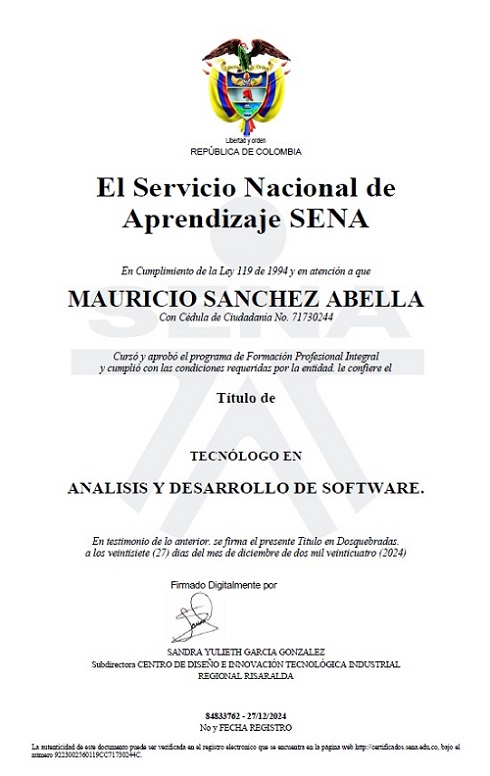 Libertad y orden
REPÚBLICA DE COLOMBIA
El Servicio Nacional de
Aprendizaje SENA
En Cumplimiento de la Ley 119 de 1994 y en atención a que
MAURICIO SANCHEZ ABELLA
Con Cédula de Ciudadania No. 71730244
SENA
Cursó y aprobó el programa de Formación Profesional Integral
y cumplió con las condiciones requeridas por la entidad, le confiere el
Título de
TECNÓLOGO EN
ANALISIS Y DESARROLLO DE SOFTWARE.
En testimonio de lo anterior, se firma el presente Título en Dosquebradas,
a los veintisiete (27) días del mes de diciembre de dos mil veinticuatro (2024)
Firmado Digitalmente por
SANDRA YULIETH GARCIA GONZALEZ
Subdirectora CENTRO DE DISEÑO E INNOVACIÓN TECNOLÓGICA INDUSTRIAL
REGIONAL RISARALDA
84833762 - 27/12/2024
No y FECHA REGISTRO
La autenticidad de este documento puede ser verificada en el registro electronico que se encuentra en la pagina web http://certificados.sena.edu.co, bajo el
número 9223002560119CC71730244C.